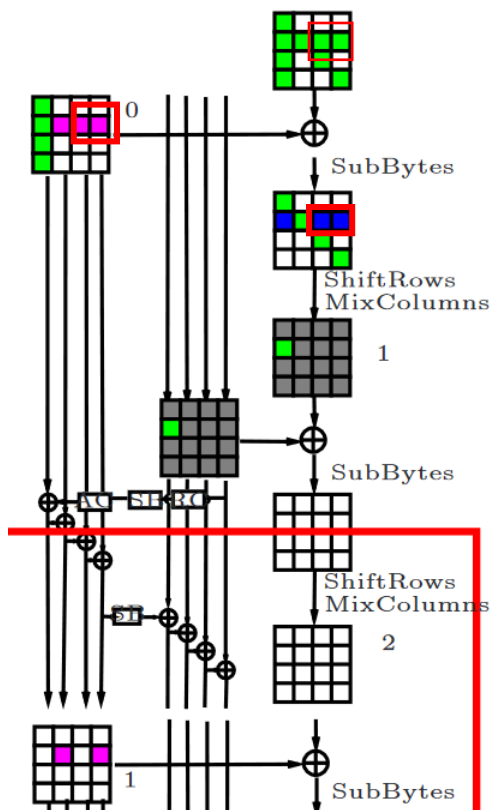 0
SubBytes
ShiftRows
MixColumns
1
SubBytes
AC SB RC
ShiftRows
MixColumns
SB
2
1
SubBytes